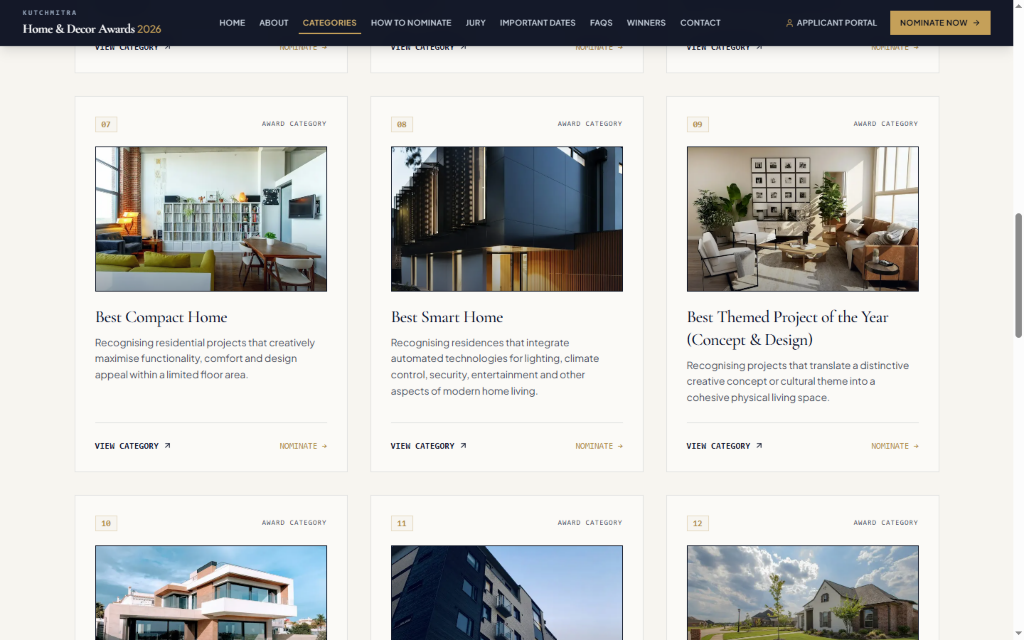 KUTCHMITRA
Home & Decor Awards 2026
HOME ABOUT CATEGORIES HOW TO NOMINATE JURY IMPORTANT DATES FAQS WINNERS CONTACT
APPLICANT PORTAL
NOMINATE NOW →
VIEW CATEGORY ↗ NOMINATE →
VIEW CATEGORY ↗ NOMINATE →
VIEW CATEGORY ↗ NOMINATE →
07 AWARD CATEGORY
Best Compact Home
Recognising residential projects that creatively
maximise functionality, comfort and design
appeal within a limited floor area.
VIEW CATEGORY ↗ NOMINATE →
08 AWARD CATEGORY
Best Smart Home
Recognising residences that integrate
automated technologies for lighting, climate
control, security, entertainment and other
aspects of modern home living.
VIEW CATEGORY ↗ NOMINATE →
09 AWARD CATEGORY
Best Themed Project of the Year
(Concept & Design)
Recognising projects that translate a distinctive
creative concept or cultural theme into a
cohesive physical living space.
VIEW CATEGORY ↗ NOMINATE →
10 AWARD CATEGORY
11 AWARD CATEGORY
12 AWARD CATEGORY